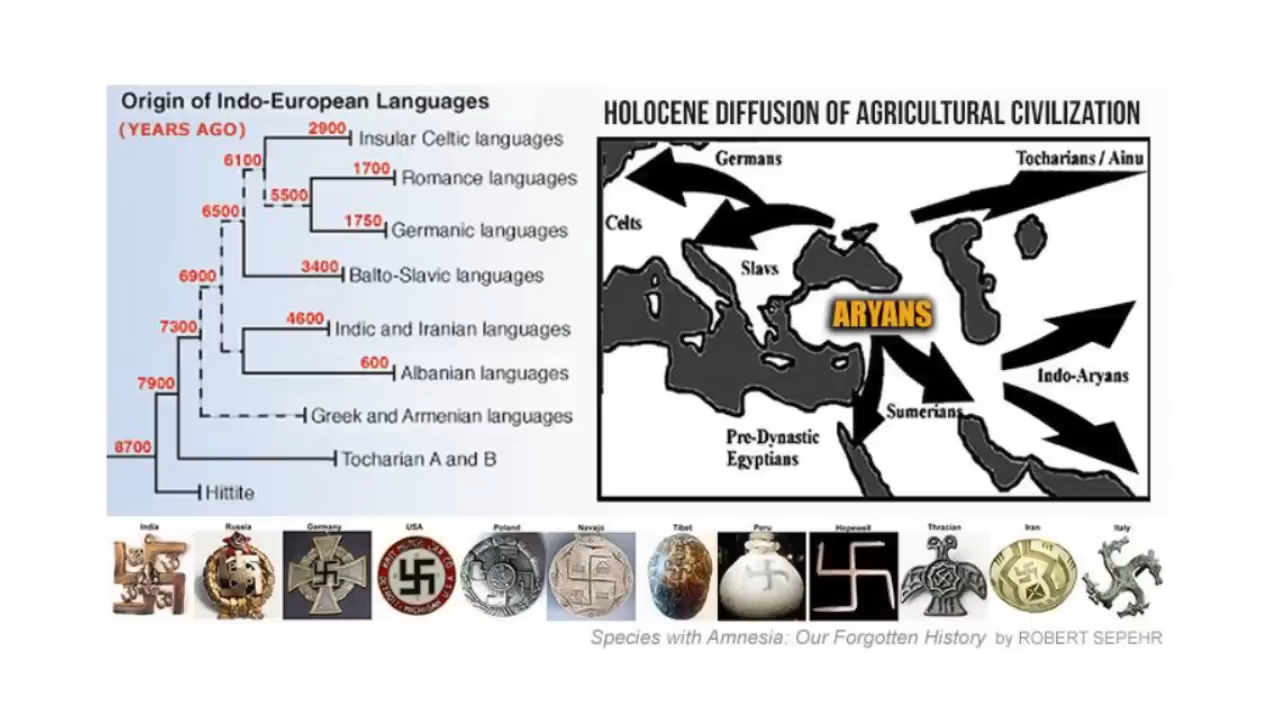 Origin of Indo-European Languages
(YEARS AGO)
2900
Insular Celtic languages
6100
1700
Romance languages
5500
6500
1750
Germanic languages
6900
3400
Balto-Slavic languages
7300
4600
Indic and Iranian languages
7900
600
Albanian languages
Greek and Armenian languages
8700
Tocharian A and B
Hittite
HOLOCENE DIFFUSION OF AGRICULTURAL CIVILIZATION
Germans
Tocharians / Ainu
Celts
Slavs
ARYANS
Indo-Aryans
Sumerians
Pre-Dynastic
Egyptians
India
Russia
Germany
USA
Poland
Navajo
Tibet
Peru
Hopewell
Thracian
Iran
Italy
DETROIT-MICHIGAN U.S.A
Species with Amnesia: Our Forgotten History by ROBERT SEPEHR